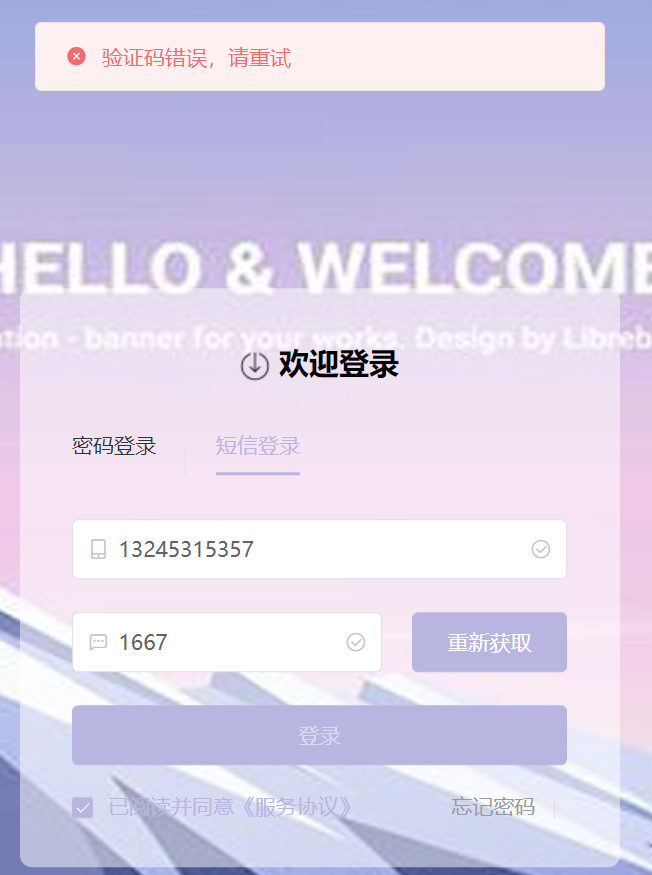 验证码错误，请重试
HELLO & WELCOME
ation - banner for your works. Design by Libreb
欢迎登录
密码登录 短信登录
13245315357
1667 重新获取
登录
已阅读并同意《服务协议》 忘记密码